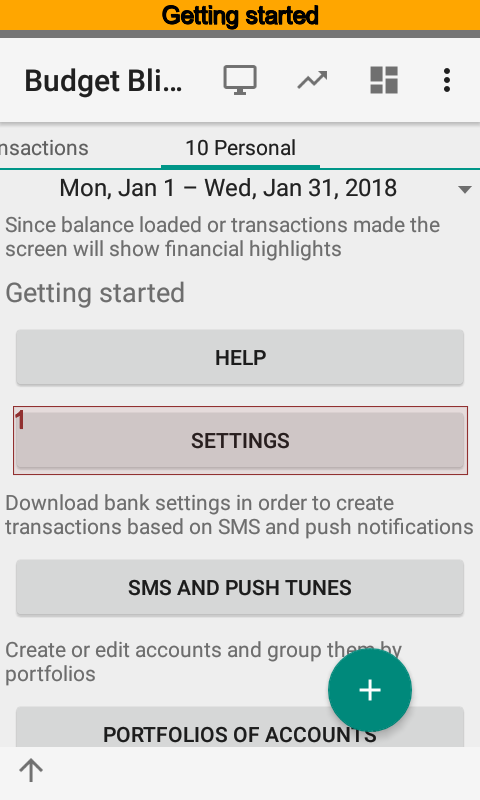 Getting started
Budget Bli...
nsactions
10 Personal
Mon, Jan 1 – Wed, Jan 31, 2018
Since balance loaded or transactions made the
screen will show financial highlights
Getting started
HELP
1
SETTINGS
Download bank settings in order to create
transactions based on SMS and push notifications
SMS AND PUSH TUNES
Create or edit accounts and group them by
portfolios
PORTFOLIOS OF ACCOUNTS